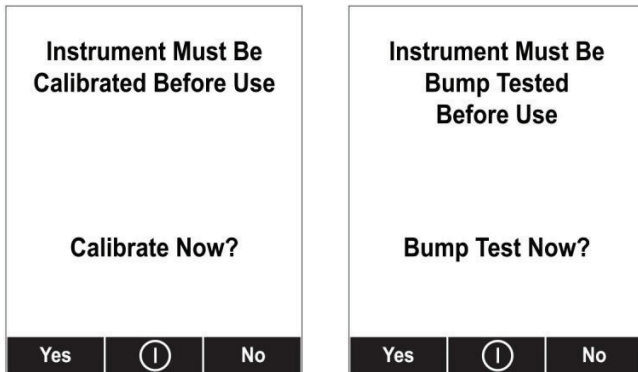 Instrument Must Be
Calibrated Before Use
Calibrate Now?
Yes
No
Instrument Must Be
Bump Tested
Before Use
Bump Test Now?
Yes
No